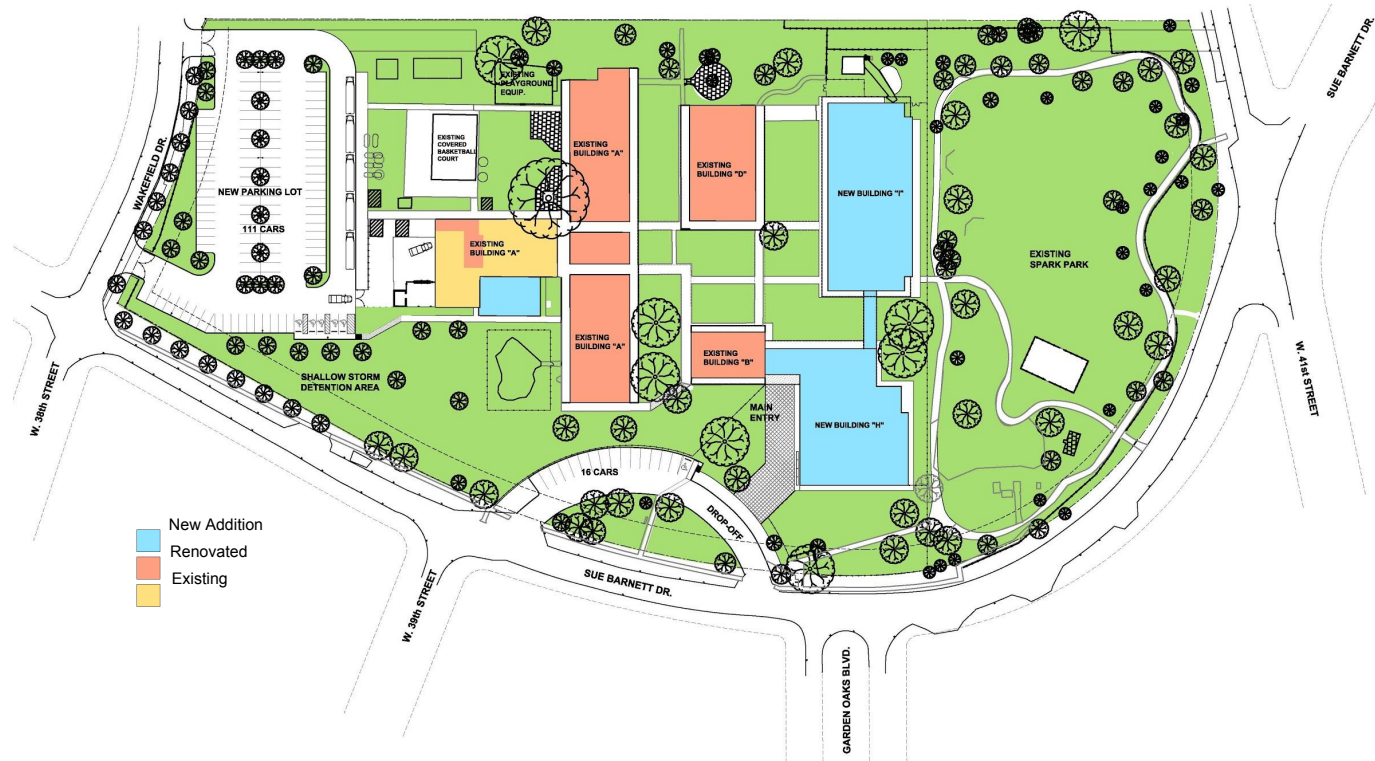 SUE BARNETT DR.
WAKEFIELD DR.
EXISTING
PLAYGROUND
EQUIP.
EXISTING
COVERED
BASKETBALL
COURT
EXISTING
BUILDING "A"
EXISTING
BUILDING "D"
NEW BUILDING "I"
NEW PARKING LOT
111 CARS
EXISTING
BUILDING "A"
EXISTING
SPARK PARK
EXISTING
BUILDING "A"
EXISTING
BUILDING "B"
SHALLOW STORM
DETENTION AREA
W. 38th STREET
W. 41st STREET
MAIN
ENTRY
NEW BUILDING "H"
16 CARS
DROP-OFF
New Addition
Renovated
Existing
SUE BARNETT DR.
W. 39th STREET
GARDEN OAKS BLVD.